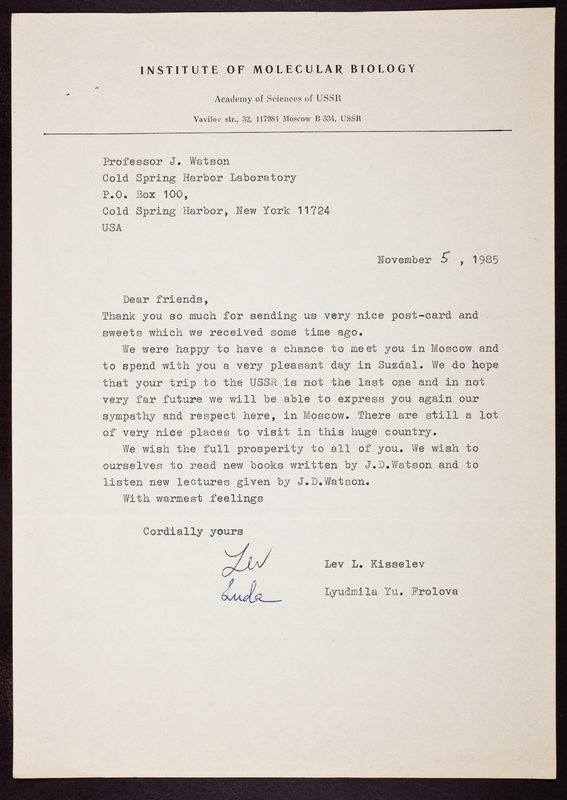 INSTITUTE OF MOLECULAR BIOLOGY
Academy of Sciences of USSR
Vavilov str., 32, 117984 Moscow B-334, USSR
Professor J. Watson
Cold Spring Harbor Laboratory
P.O. Box 100,
Cold Spring Harbor, New York 11724
USA
November 5 , 1985
Dear friends,
Thank you so much for sending us very nice post-card and
sweets which we received some time ago.
We were happy to have a chance to meet you in Moscow and
to spend with you a very pleasant day in Suzdal. We do hope
that your trip to the USSR is not the last one and in not
very far future we will be able to express you again our
sympathy and respect here, in Moscow. There are still a lot
of very nice places to visit in this huge country.
We wish the full prosperity to all of you. We wish to
ourselves to read new books written by J.D.Watson and to
listen new lectures given by J.D.Watson.
With warmest feelings
Cordially yours
Lev
Lev L. Kisselev
Luda
Lyudmila Yu. Frolova